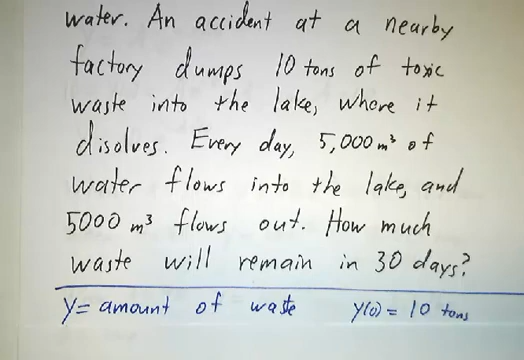 water. An accident at a nearby
factory dumps 10 tons of toxic
waste into the lake, where it
disolves. Every day, 5,000 m³ of
water flows into the lake, and
5000 m³ flows out. How much
waste will remain in 30 days?
Y = amount of waste Y(0) = 10 tons